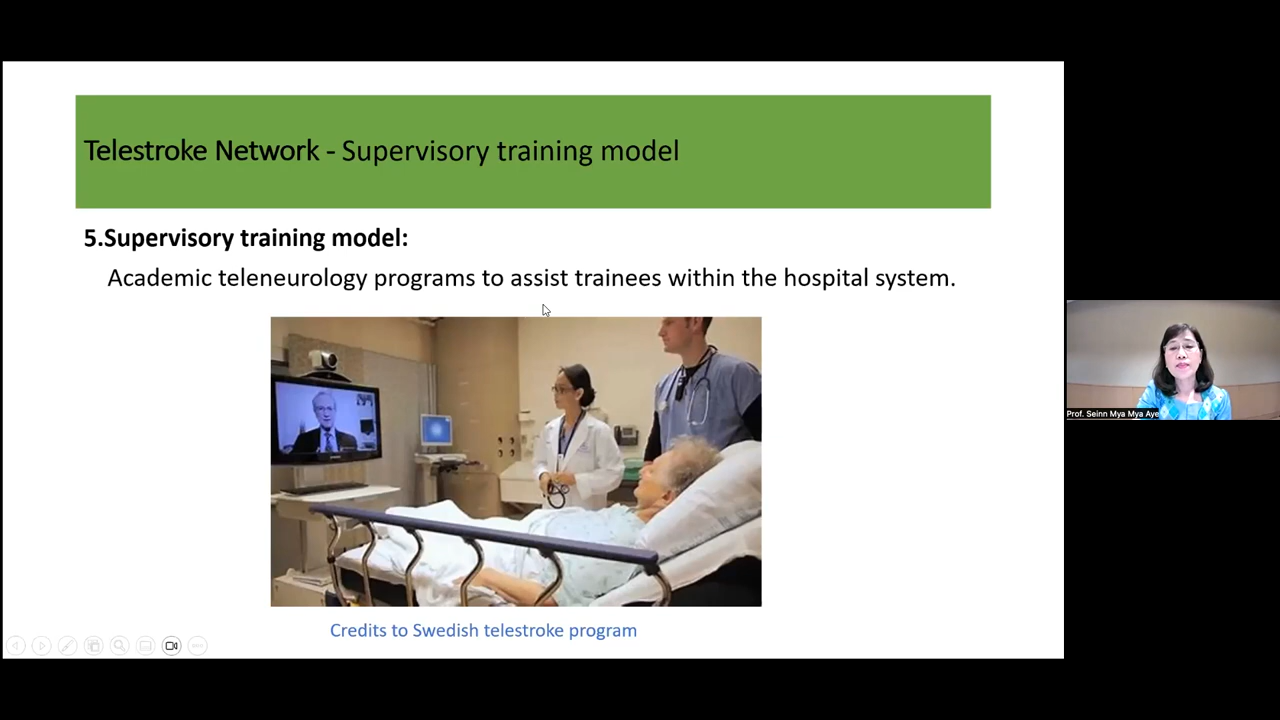 Telestroke Network - Supervisory training model
5.Supervisory training model:
Academic teleneurology programs to assist trainees within the hospital system.
Credits to Swedish telestroke program
Prof. Seinn Mya Mya Aye